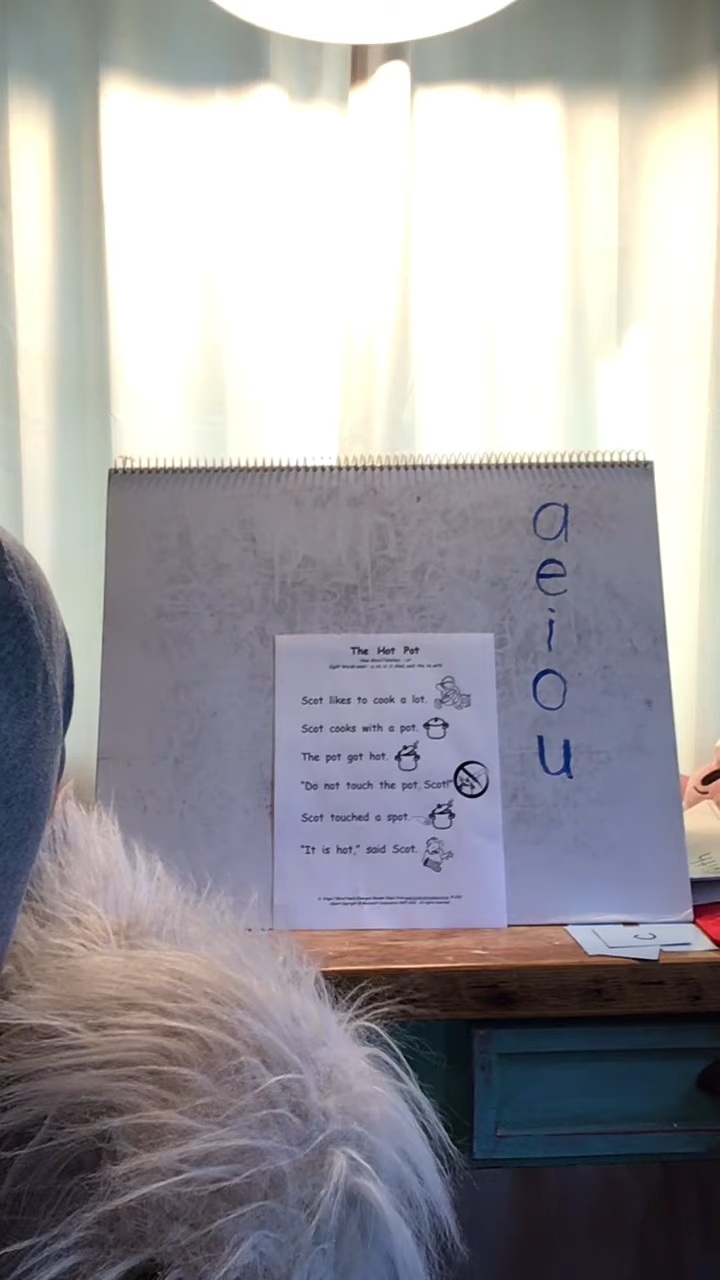 The Hot Pot
Scot likes to cook a lot.
Scot cooks with a pot.
The pot got hot.
"Do not touch the pot, Scot!"
Scot touched a spot.
"It is hot," said Scot.
a
e
i
o
u
c